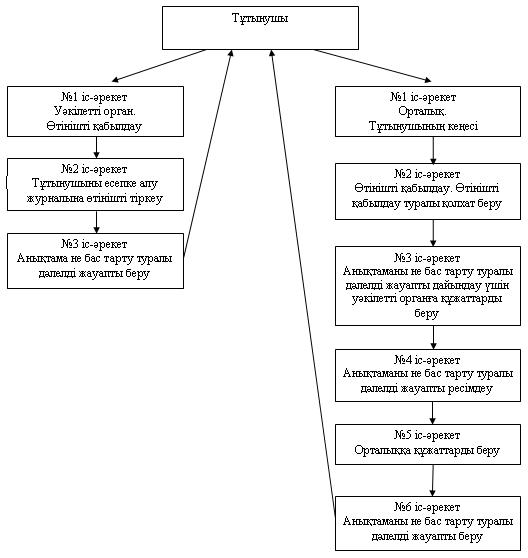 Тұтынушы
№1 іс-әрекет
Уәкілетті орган.
Өтінішті қабылдау
№2 іс-әрекет
Тұтынушыны есепке алу
журналына өтінішті тіркеу
№3 іс-әрекет
Анықтама не бас тарту туралы
дәлелді жауапты беру
№1 іс-әрекет
Орталық.
Тұтынушының кеңесі
№2 іс-әрекет
Өтінішті қабылдау. Өтінішті
қабылдау туралы қолхат беру
№3 іс-әрекет
Анықтаманы не бас тарту туралы
дәлелді жауапты дайындау үшін
уәкілетті органға құжаттарды
беру
№4 іс-әрекет
Анықтаманы не бас тарту туралы
дәлелді жауапты ресімдеу
№5 іс-әрекет
Орталыққа құжаттарды беру
№6 іс-әрекет
Анықтаманы не бас тарту туралы
дәлелді жауапты беру